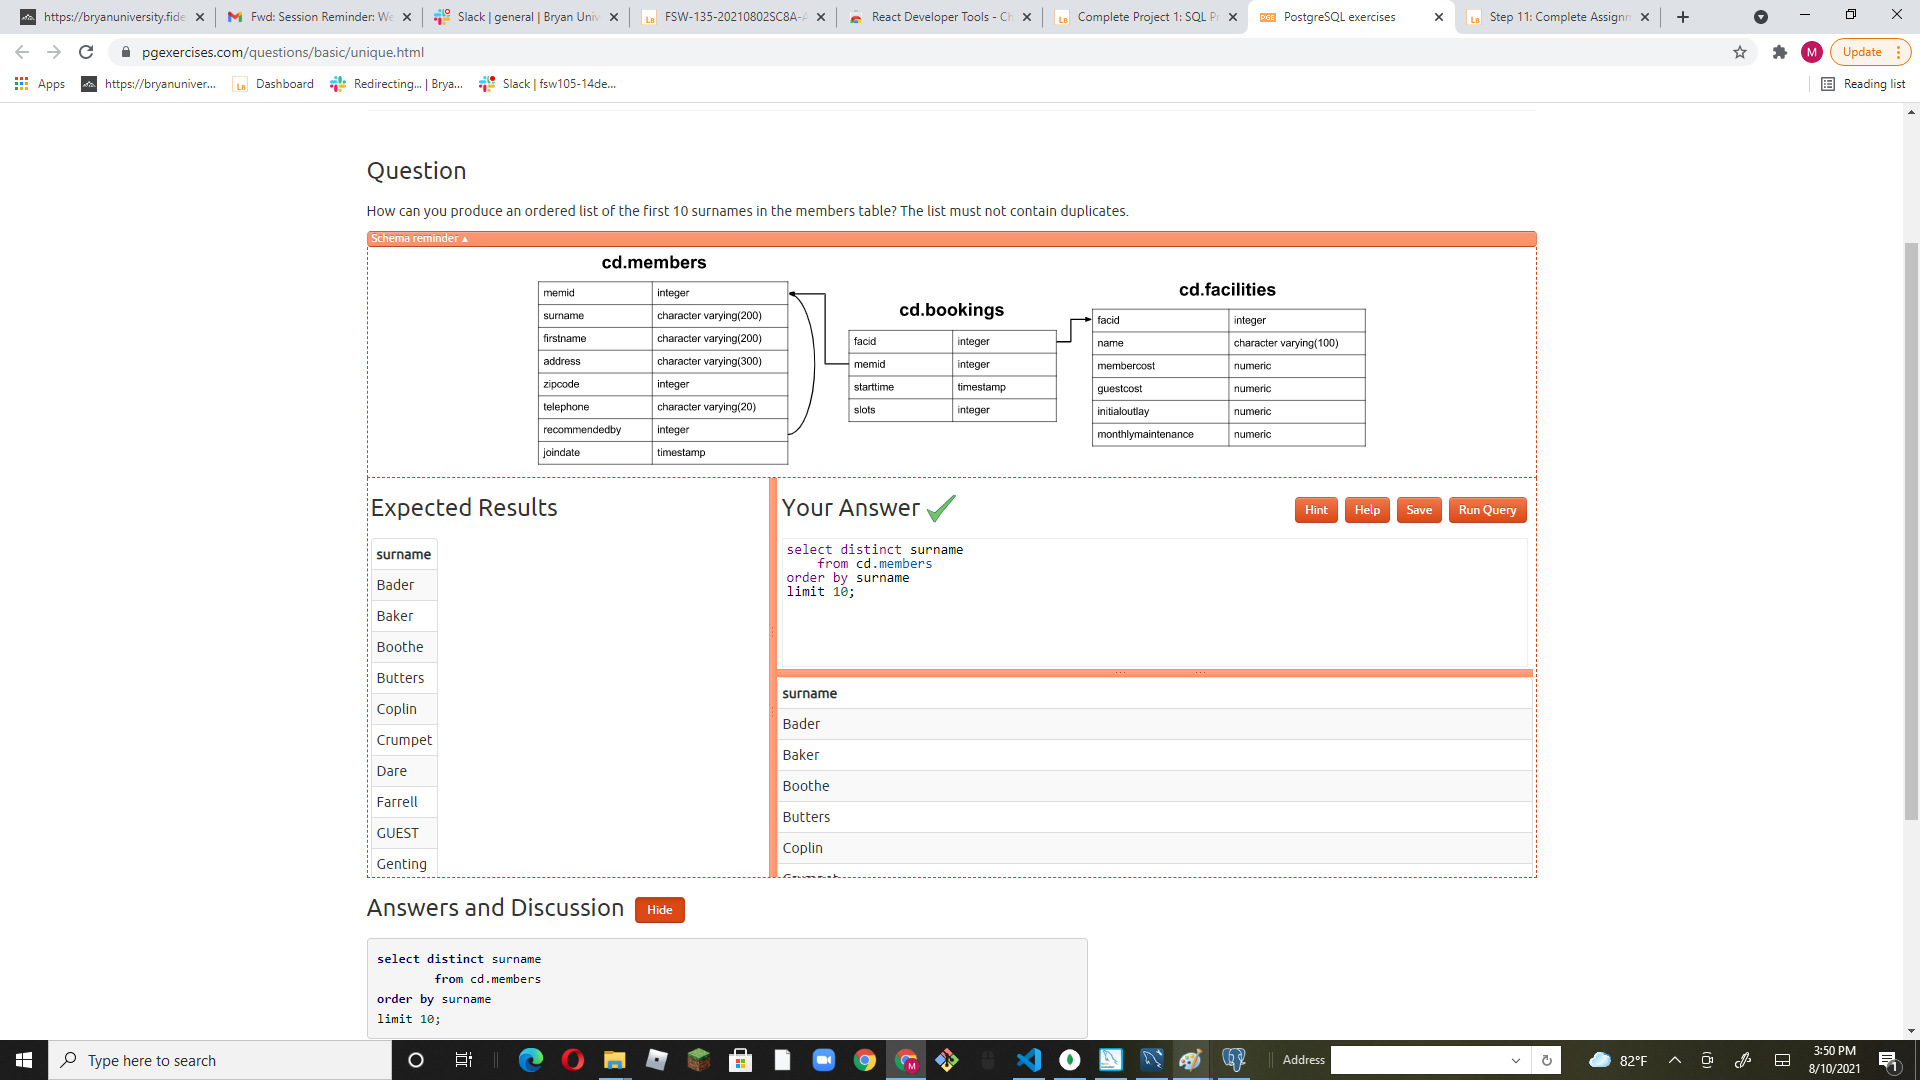 https://bryanuniversity.fide
Fwd: Session Reminder: We
Slack | general | Bryan Univ
FSW-135-20210802SC8A-A
React Developer Tools - Ch
Complete Project 1: SQL Pr
PGE PostgreSQL exercises
Step 11: Complete Assignm
pgexercises.com/questions/basic/unique.html
M
Update
Apps
https://bryanuniver...
Dashboard
Redirecting... | Brya...
Slack | fsw105-14de...
Reading list
Question
How can you produce an ordered list of the first 10 surnames in the members table? The list must not contain duplicates.
Schema reminder ▲
cd.members
memid integer
surname character varying(200)
firstname character varying(200)
address character varying(300)
zipcode integer
telephone character varying(20)
recommendedby integer
joindate timestamp
cd.bookings
facid integer
memid integer
starttime timestamp
slots integer
cd.facilities
facid integer
name character varying(100)
membercost numeric
guestcost numeric
initialoutlay numeric
monthlymaintenance numeric
Expected Results
surname
Bader
Baker
Boothe
Butters
Coplin
Crumpet
Dare
Farrell
GUEST
Genting
Your Answer
Hint
Help
Save
Run Query
select distinct surname
from cd.members
order by surname
limit 10;
surname
Bader
Baker
Boothe
Butters
Coplin
Crumpet
Answers and Discussion
Hide
select distinct surname
from cd.members
order by surname
limit 10;
Type here to search
Address
82°F
3:50 PM
8/10/2021
1